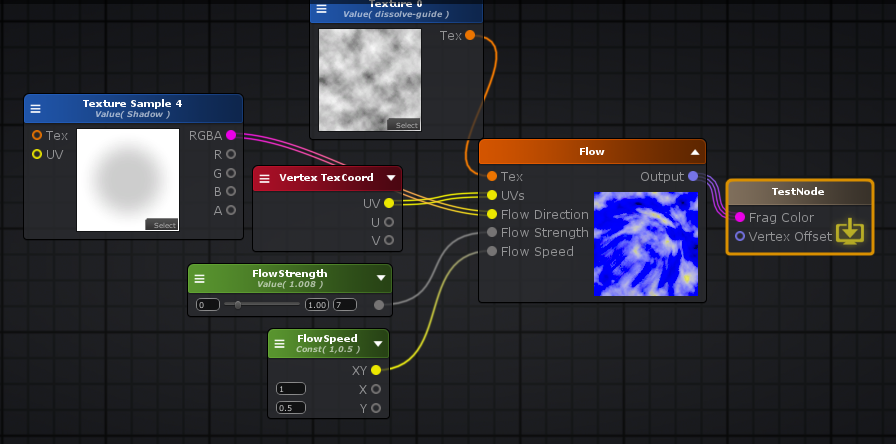 Texture 0
Value( dissolve-guide )
Tex
Select
Texture Sample 4
Value( Shadow )
Tex
RGBA
UV
R
G
B
A
Select
Vertex TexCoord
UV
U
V
Flow
Tex
Output
UVs
Flow Direction
Flow Strength
Flow Speed
TestNode
Frag Color
Vertex Offset
FlowStrength
Value( 1.008 )
0
1.00
7
FlowSpeed
Const( 1,0.5 )
XY
1
X
0.5
Y